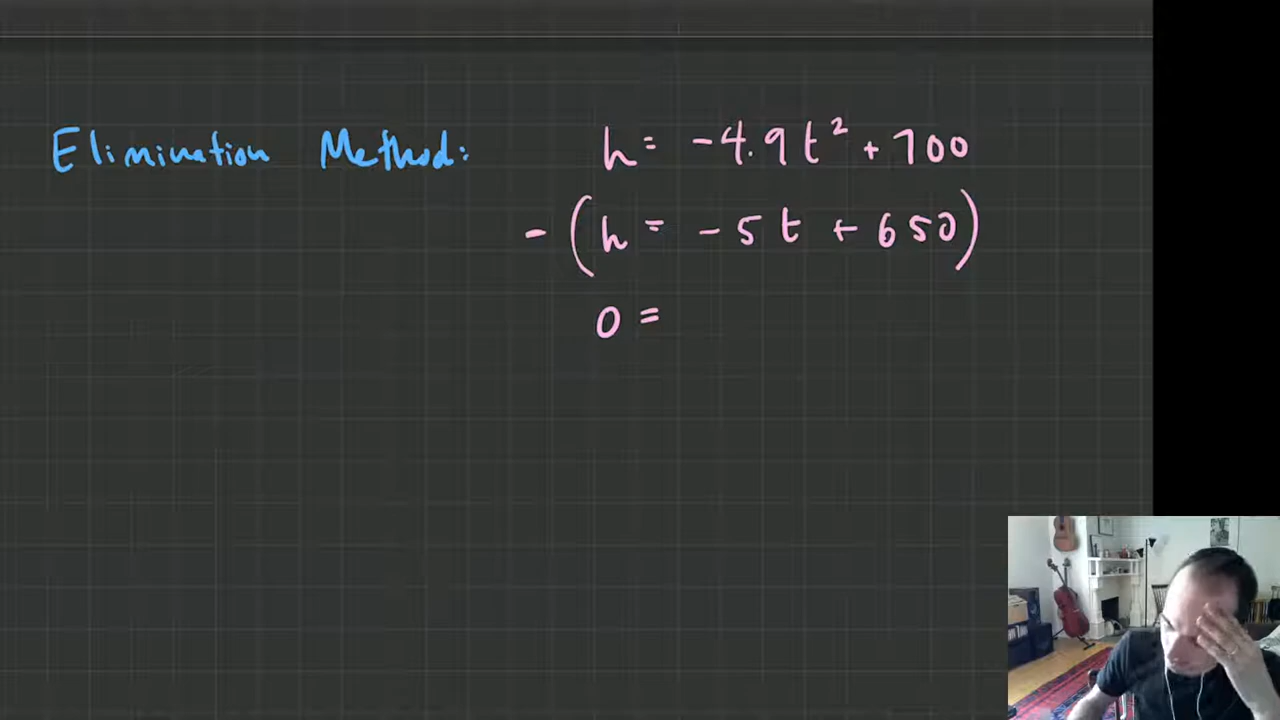 Elimination Method: h = -4.9t² + 700
- (h = -5t + 650)
0 =